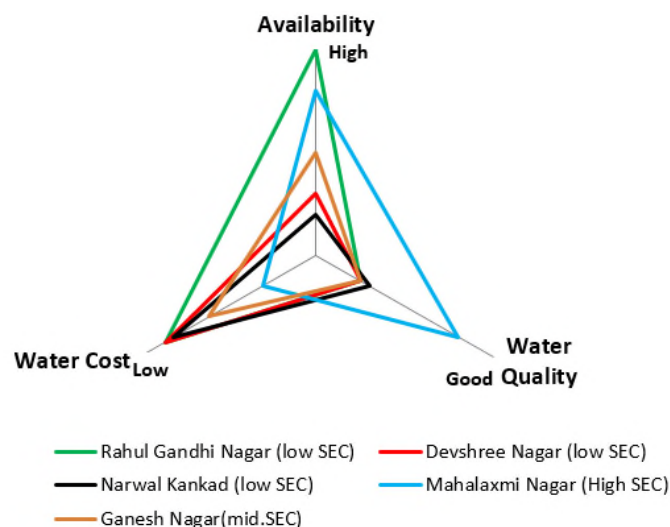 Availability
High
Water Cost Low
Water
Good Quality
Rahul Gandhi Nagar (low SEC)
Devshree Nagar (low SEC)
Narwal Kankad (low SEC)
Mahalaxmi Nagar (High SEC)
Ganesh Nagar(mid.SEC)